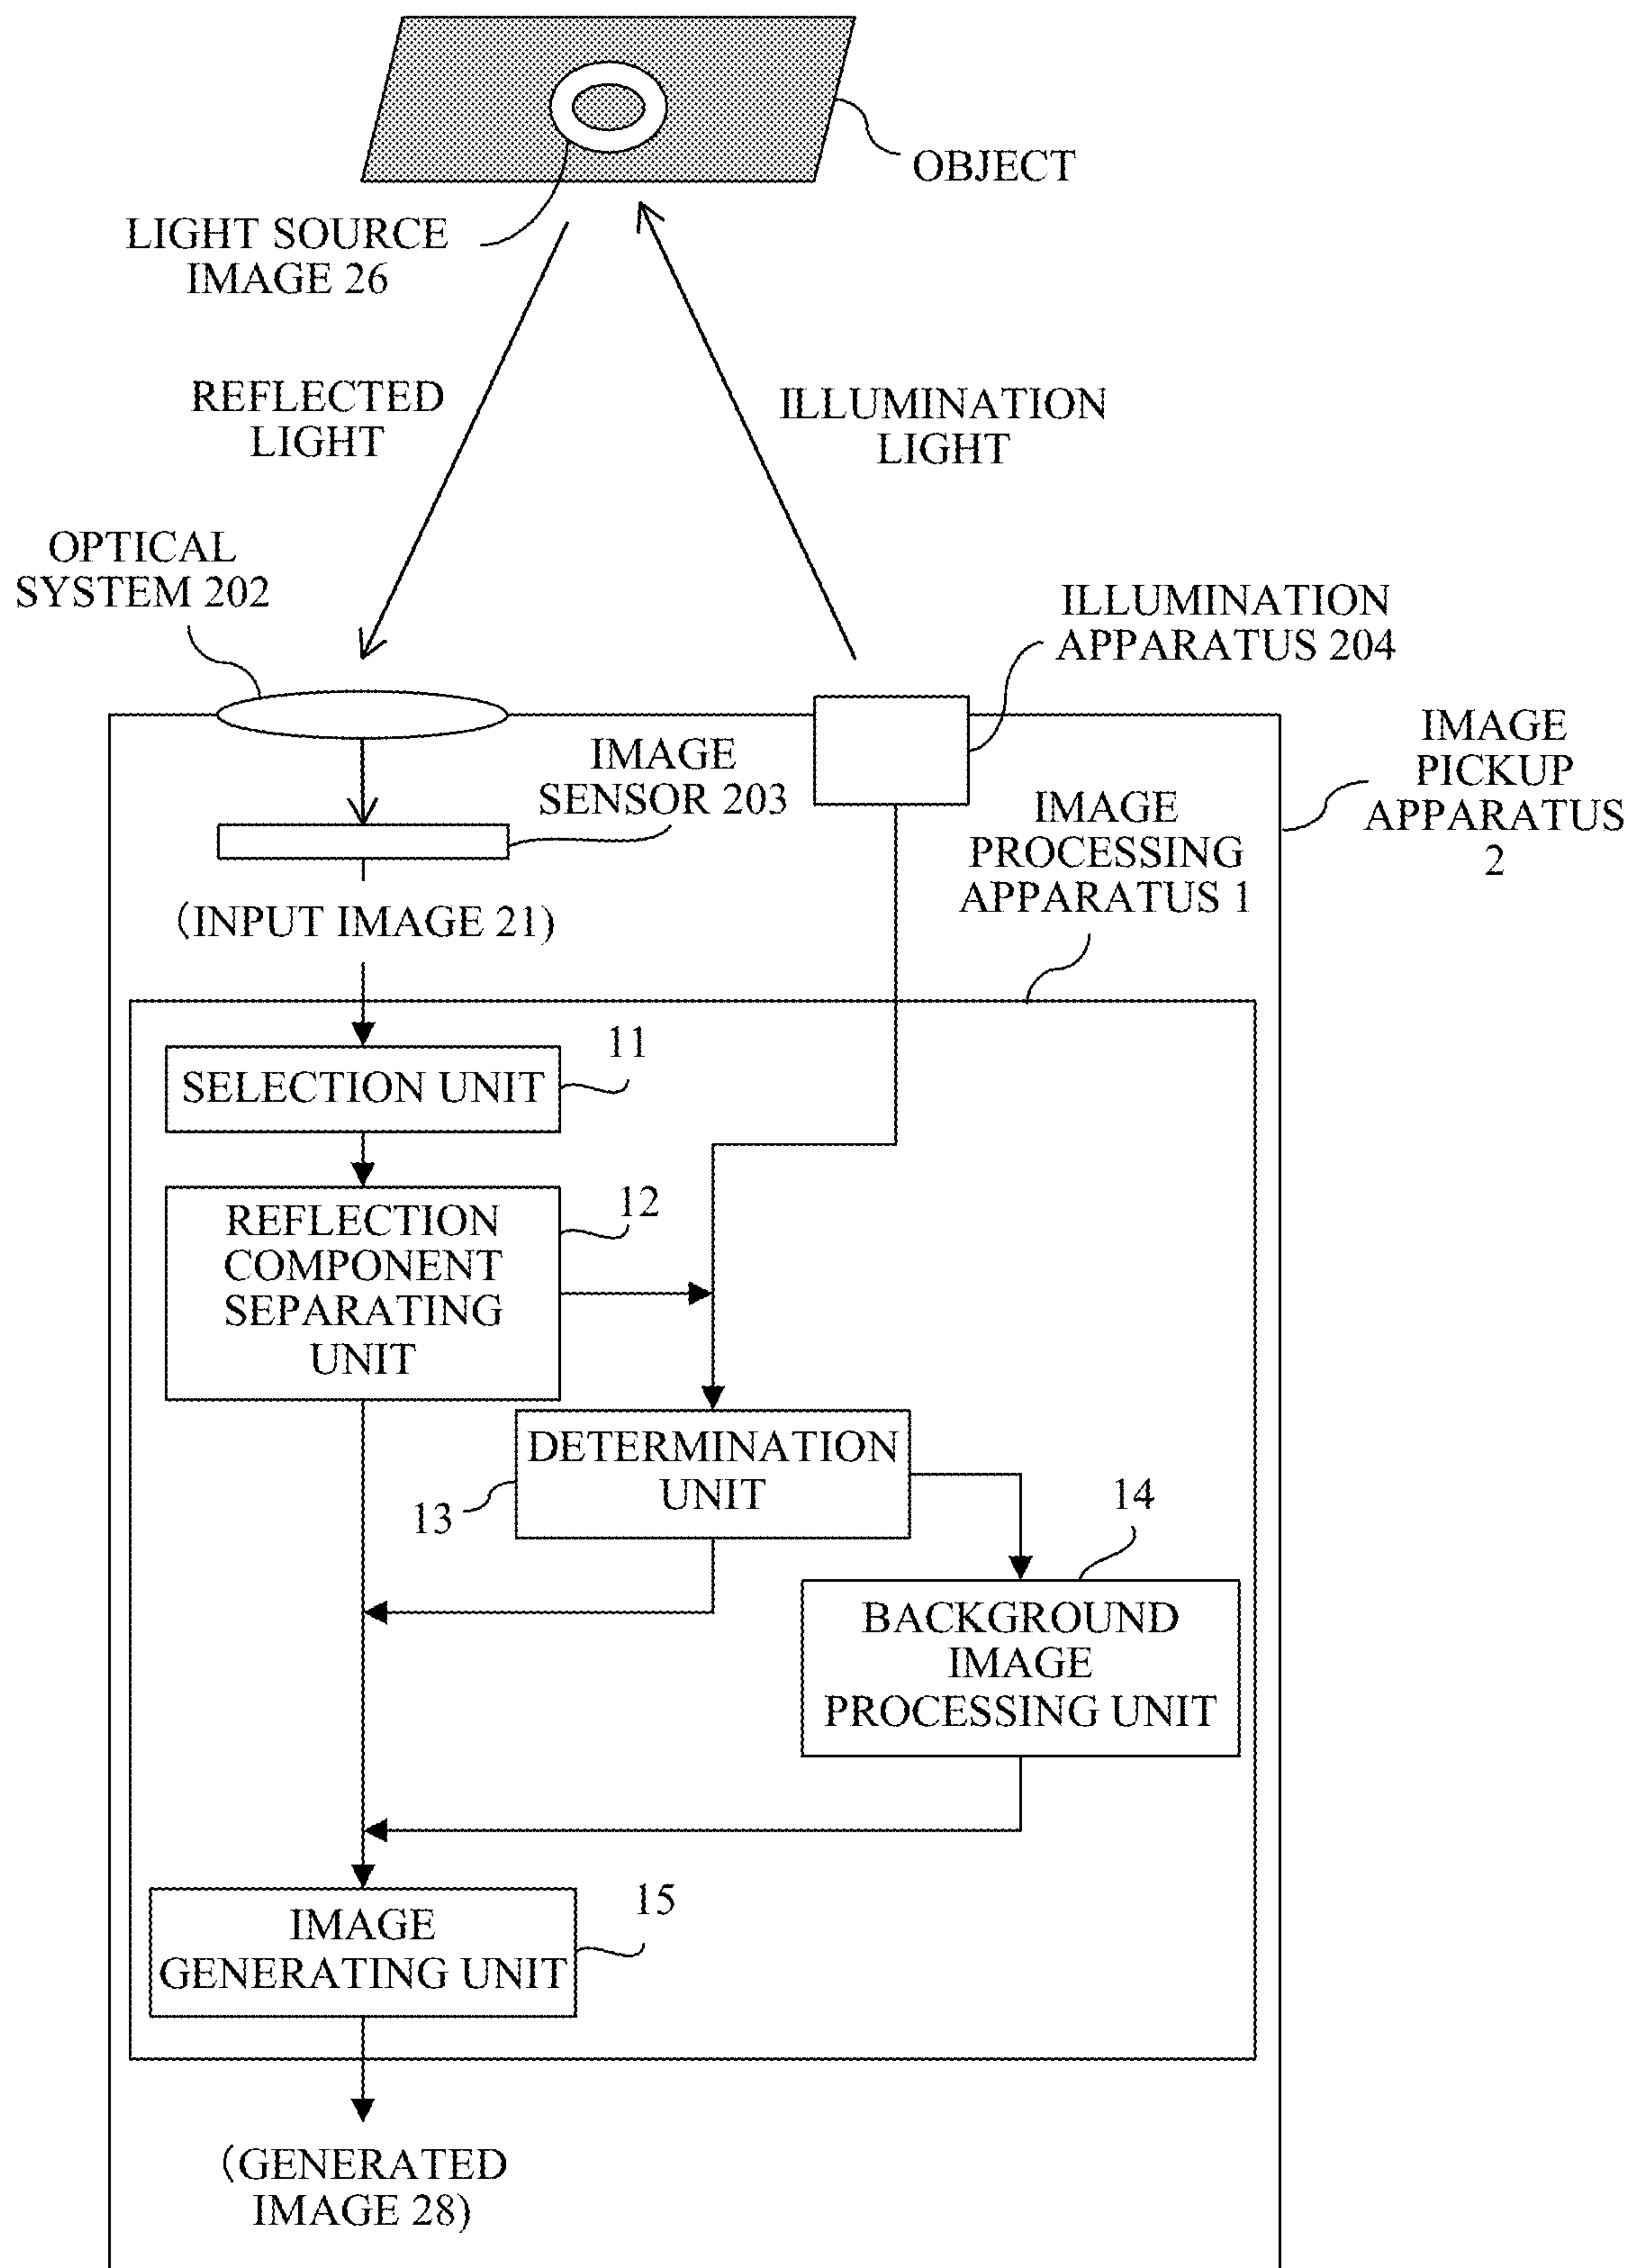 OBJECT
LIGHT SOURCE
IMAGE 26
REFLECTED
LIGHT
ILLUMINATION
LIGHT
OPTICAL
SYSTEM 202
ILLUMINATION
APPARATUS 204
IMAGE
PICKUP
APPARATUS
2
IMAGE
SENSOR 203
IMAGE
PROCESSING
APPARATUS 1
(INPUT IMAGE 21)
11
SELECTION UNIT
12
REFLECTION
COMPONENT
SEPARATING
UNIT
DETERMINATION
UNIT
13
14
BACKGROUND
IMAGE
PROCESSING UNIT
15
IMAGE
GENERATING UNIT
(GENERATED
IMAGE 28)